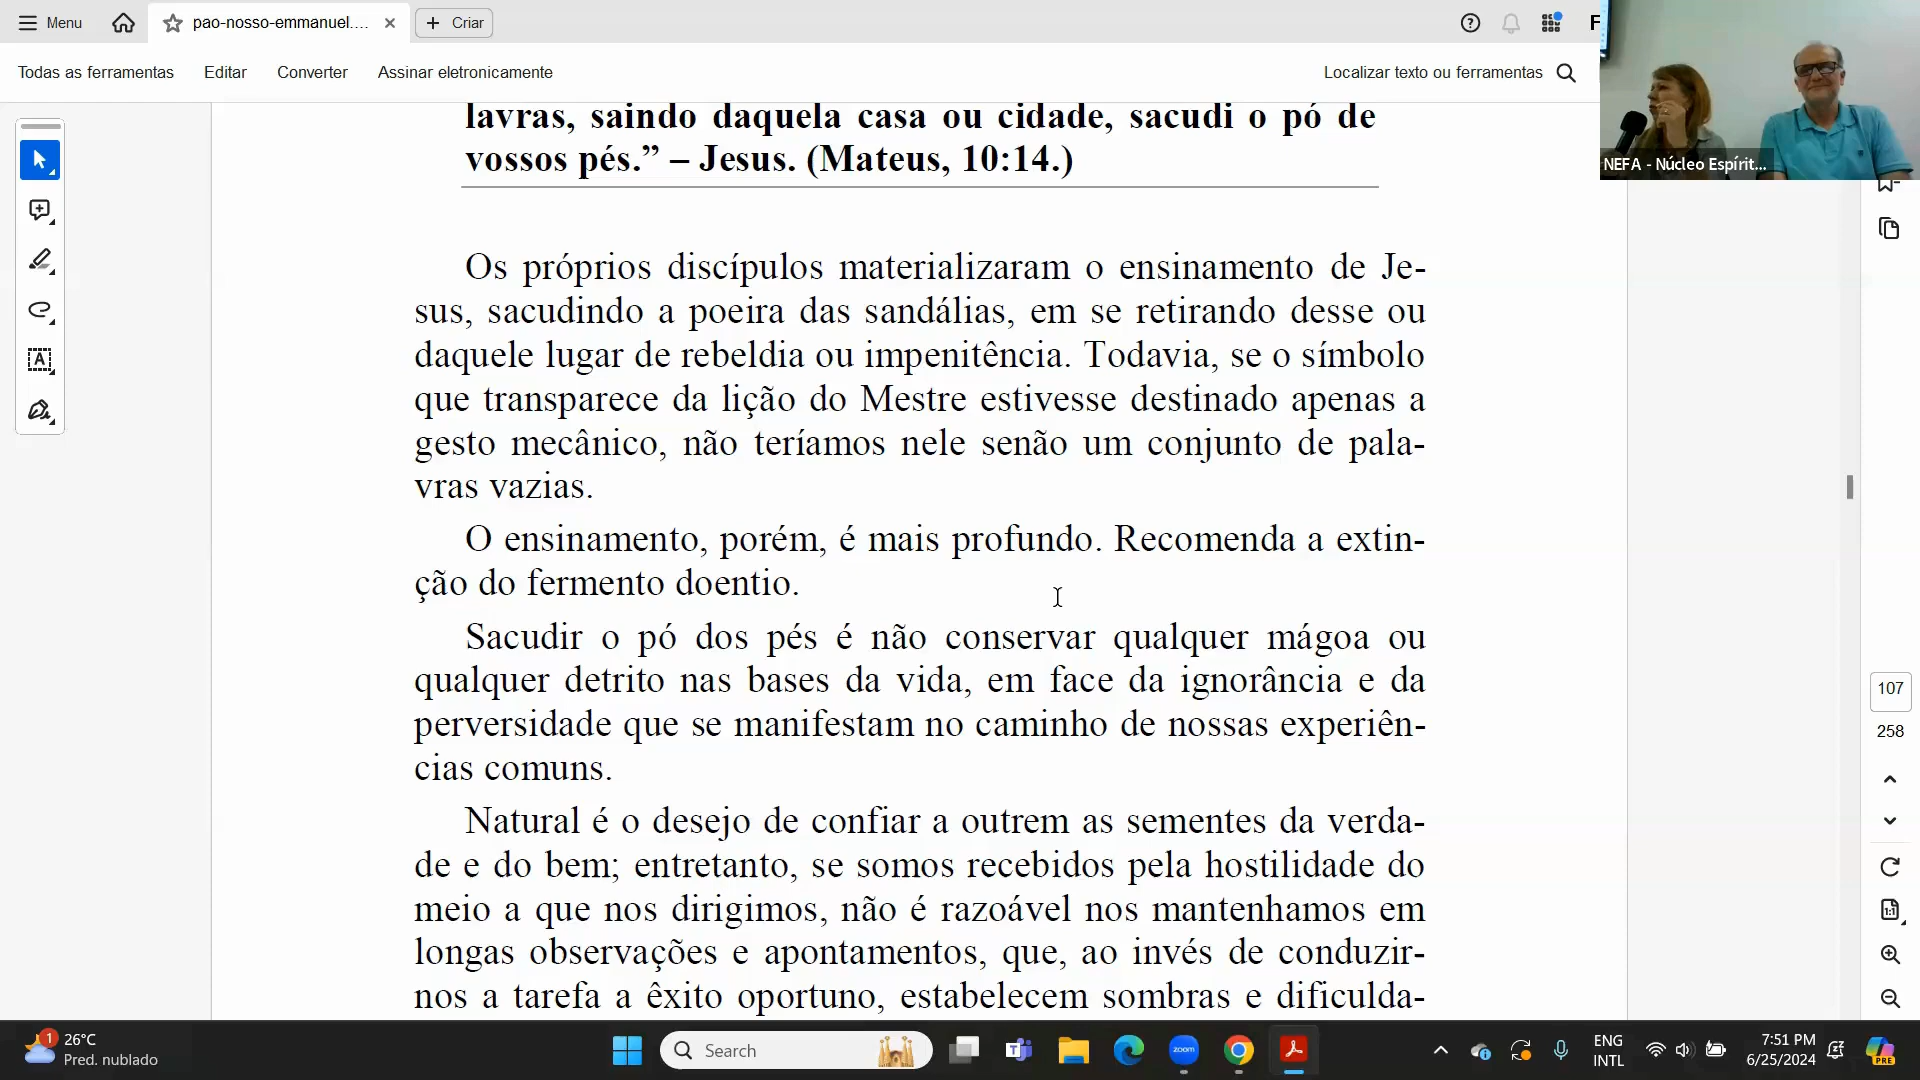 Menu
pao-nosso-emmanuel....
Criar
Todas as ferramentas
Editar
Converter
Assinar eletronicamente
Localizar texto ou ferramentas
NEFA - Núcleo Espírit...
lavras, saindo daquela casa ou cidade, sacudi o pó de
vossos pés.” – Jesus. (Mateus, 10:14.)
Os próprios discípulos materializaram o ensinamento de Je-
sus, sacudindo a poeira das sandálias, em se retirando desse ou
daquele lugar de rebeldia ou impenitência. Todavia, se o símbolo
que transparece da lição do Mestre estivesse destinado apenas a
gesto mecânico, não teríamos nele senão um conjunto de pala-
vras vazias.
O ensinamento, porém, é mais profundo. Recomenda a extin-
ção do fermento doentio.
Sacudir o pó dos pés é não conservar qualquer mágoa ou
qualquer detrito nas bases da vida, em face da ignorância e da
perversidade que se manifestam no caminho de nossas experiên-
cias comuns.
Natural é o desejo de confiar a outrem as sementes da verda-
de e do bem; entretanto, se somos recebidos pela hostilidade do
meio a que nos dirigimos, não é razoável nos mantenhamos em
longas observações e apontamentos, que, ao invés de conduzir-
nos a tarefa a êxito oportuno, estabelecem sombras e dificulda-
107
258
1
26°C
Pred. nublado
Search
zoom
ENG
INTL
7:51 PM
6/25/2024
PRE